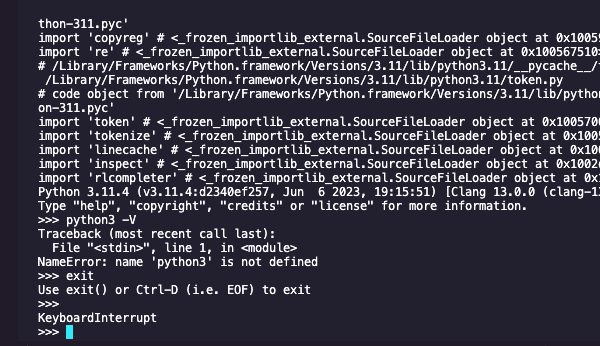 thon-311.pyc'
import 'copyreg' # <_frozen_importlib_external.SourceFileLoader object at 0x10059
import 're' # <_frozen_importlib_external.SourceFileLoader object at 0x100567510>
# /Library/Frameworks/Python.framework/Versions/3.11/lib/python3.11/__pycache__/t
/Library/Frameworks/Python.framework/Versions/3.11/lib/python3.11/token.py
# code object from '/Library/Frameworks/Python.framework/Versions/3.11/lib/pytho
on-311.pyc'
import 'token' # <_frozen_importlib_external.SourceFileLoader object at 0x1005700
import 'tokenize' # <_frozen_importlib_external.SourceFileLoader object at 0x1005
import 'linecache' # <_frozen_importlib_external.SourceFileLoader object at 0x100
import 'inspect' # <_frozen_importlib_external.SourceFileLoader object at 0x1002
import 'rlcompleter' # <_frozen_importlib_external.SourceFileLoader object at 0x1
Python 3.11.4 (v3.11.4:d2340ef257, Jun  6 2023, 19:15:51) [Clang 13.0.0 (clang-13
Type "help", "copyright", "credits" or "license" for more information.
>>> python3 -V
Traceback (most recent call last):
  File "<stdin>", line 1, in <module>
NameError: name 'python3' is not defined
>>> exit
Use exit() or Ctrl-D (i.e. EOF) to exit
>>>
KeyboardInterrupt
>>>